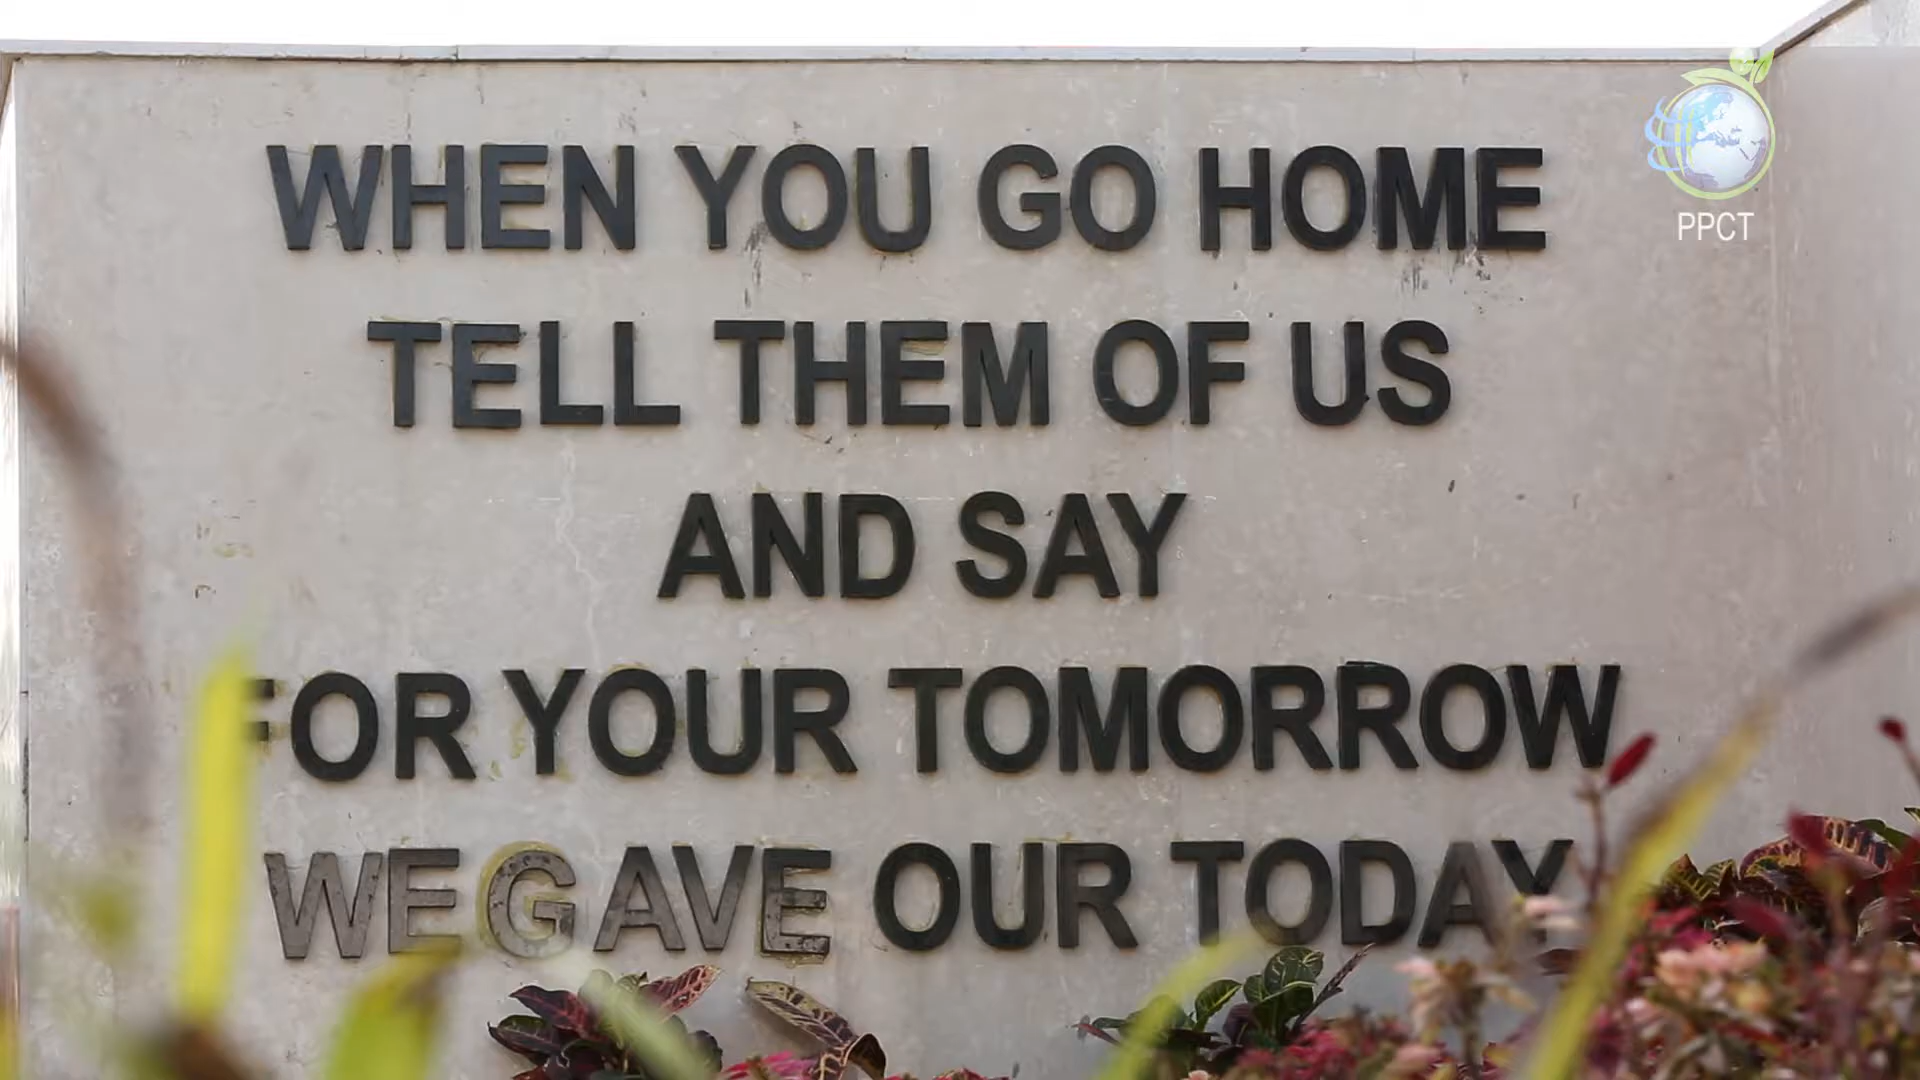 WHEN YOU GO HOME
TELL THEM OF US
AND SAY
FOR YOUR TOMORROW
WE GAVE OUR TODAY
PPCT